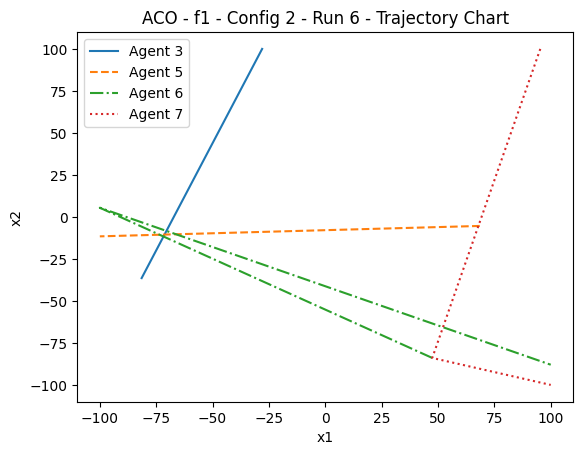 ACO - f1 - Config 2 - Run 6 - Trajectory Chart
Agent 3
Agent 5
Agent 6
Agent 7
x2
100
75
50
25
0
−25
−50
−75
−100
−100
−75
−50
−25
0
25
50
75
100
x1